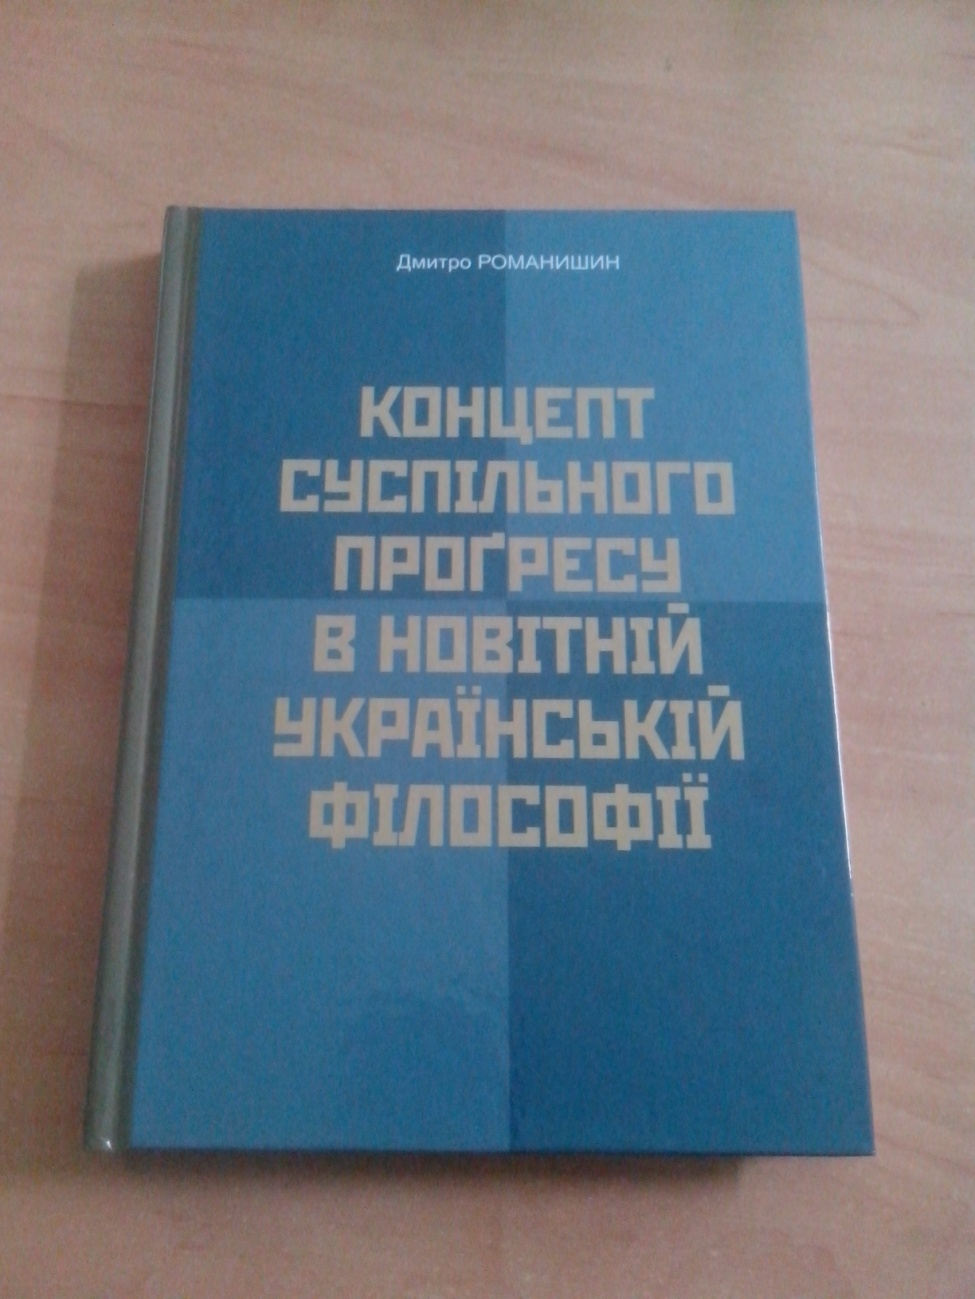 Дмитро РОМАНИШИН
КОНЦЕПТ
СУСПІЛЬНОГО
ПРОҐРЕСУ
В НОВІТНІЙ
УКРАЇНСЬКІЙ
ФІЛОСОФІЇ